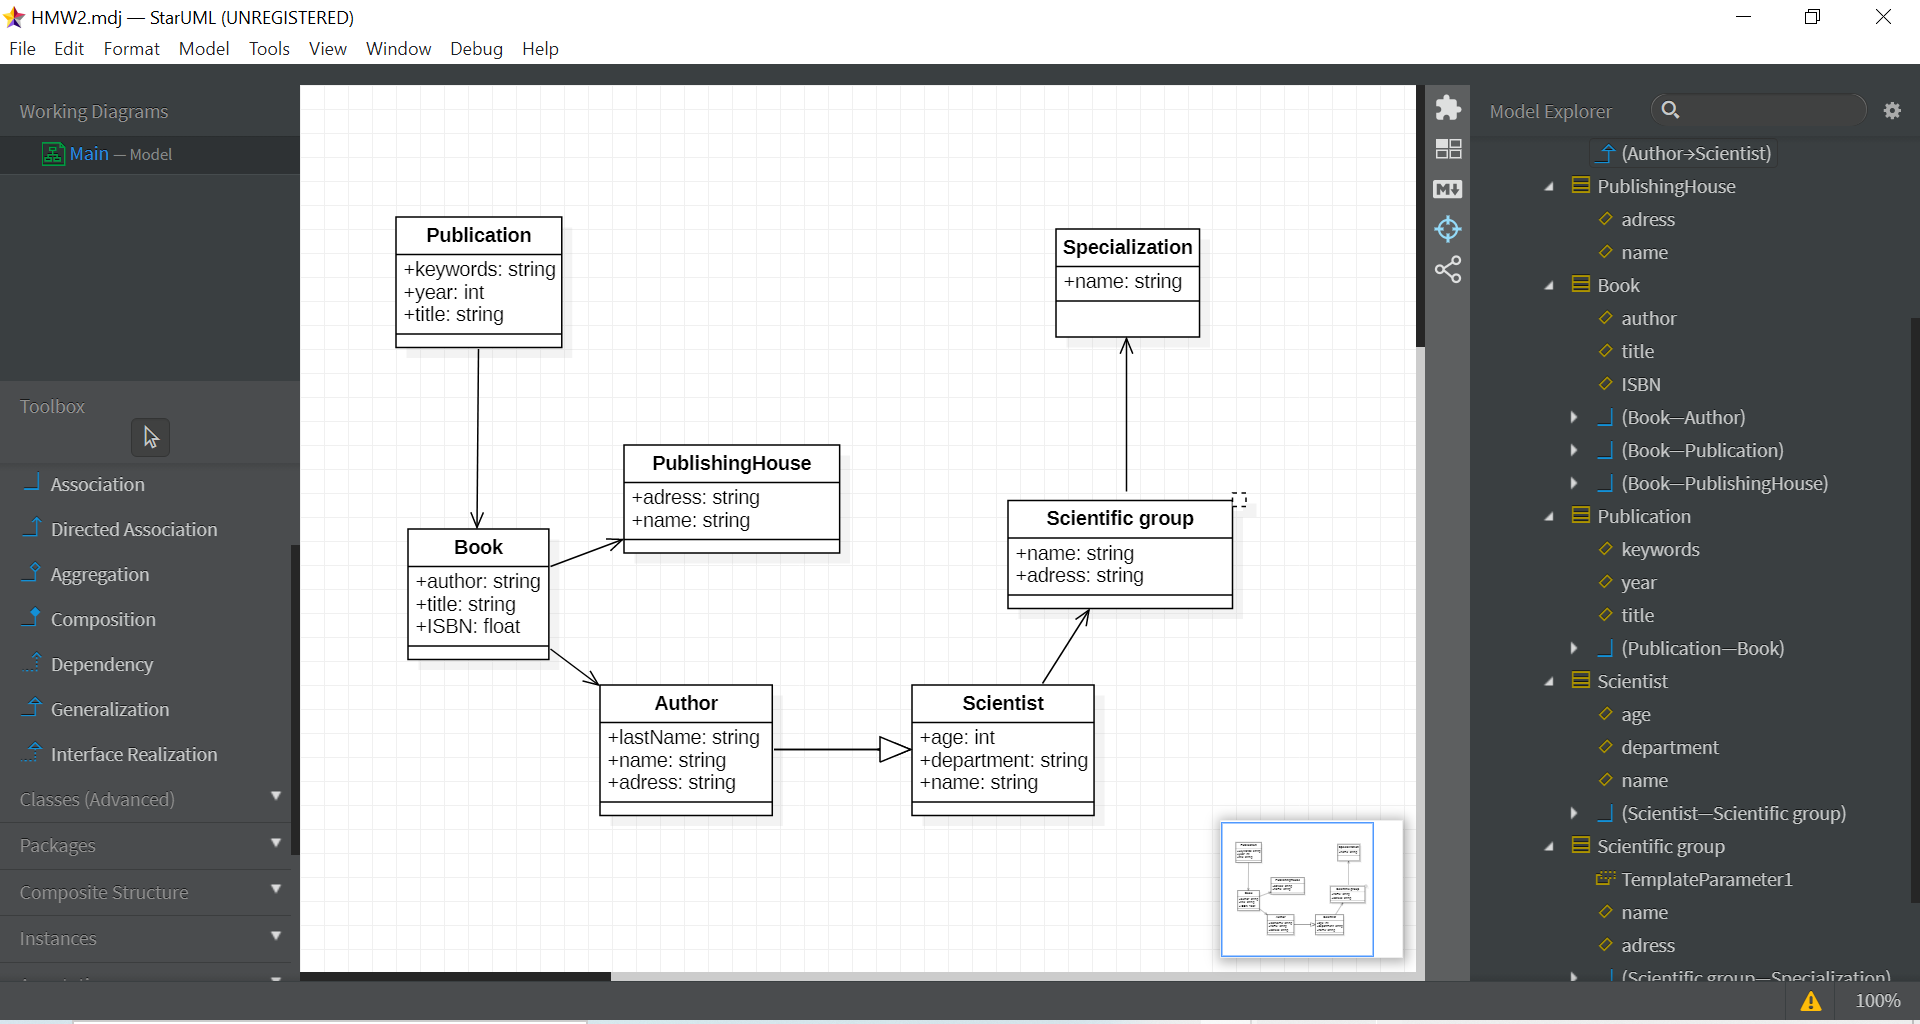 HMW2.mdj — StarUML (UNREGISTERED)
File Edit Format Model Tools View Window Debug Help
Working Diagrams
Main — Model
Toolbox
Association
Directed Association
Aggregation
Composition
Dependency
Generalization
Interface Realization
Classes (Advanced)
Packages
Composite Structure
Instances
Publication
+keywords: string
+year: int
+title: string
Specialization
+name: string
PublishingHouse
+adress: string
+name: string
Book
+author: string
+title: string
+ISBN: float
Scientific group
+name: string
+adress: string
Author
+lastName: string
+name: string
+adress: string
Scientist
+age: int
+department: string
+name: string
Model Explorer
(Author→Scientist)
PublishingHouse
adress
name
Book
author
title
ISBN
(Book—Author)
(Book—Publication)
(Book—PublishingHouse)
Publication
keywords
year
title
(Publication—Book)
Scientist
age
department
name
(Scientist—Scientific group)
Scientific group
TemplateParameter1
name
adress
(Scientific group—Specialization)
100%